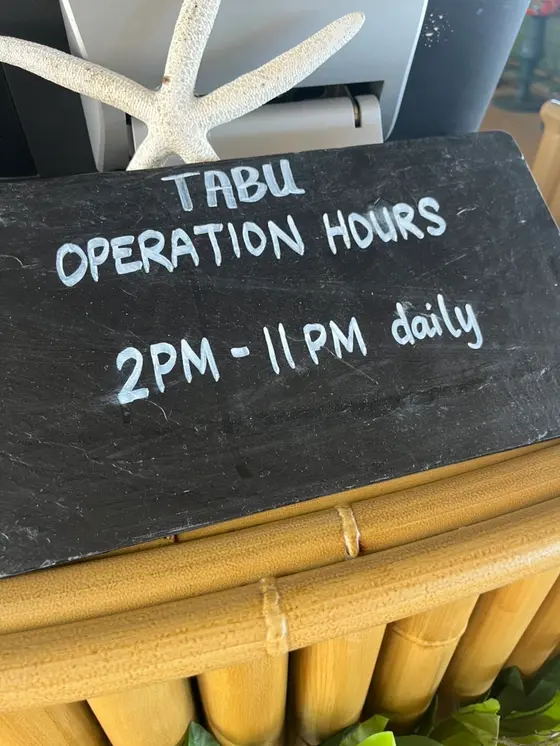 TABU
OPERATION HOURS
2PM - 11PM daily